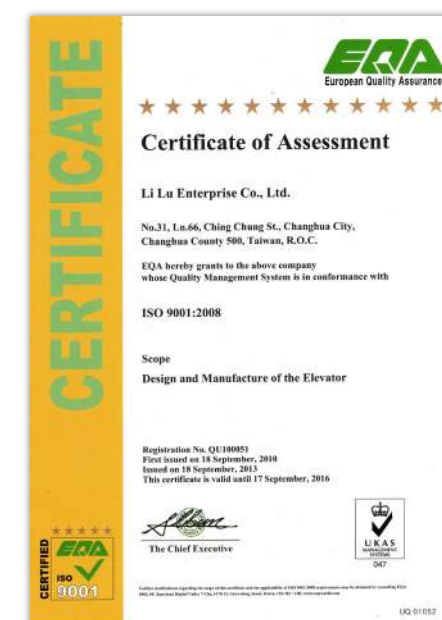 CERTIFICATE
EQA
European Quality Assurance
Certificate of Assessment
Li Lu Enterprise Co., Ltd.
No.31, Ln.66, Ching Chung St., Changhua City,
Changhua County 500, Taiwan, R.O.C.
EQA hereby grants to the above company
whose Quality Management System is in conformance with
ISO 9001:2008
Scope
Design and Manufacture of the Elevator
Registration No. QU100051
First issued on 18 September, 2010
Issued on 18 September, 2013
This certificate is valid until 17 September, 2016
The Chief Executive
CERTIFIED
EQA
ISO
9001
UKAS
MANAGEMENT
SYSTEMS
047
UQ 01052